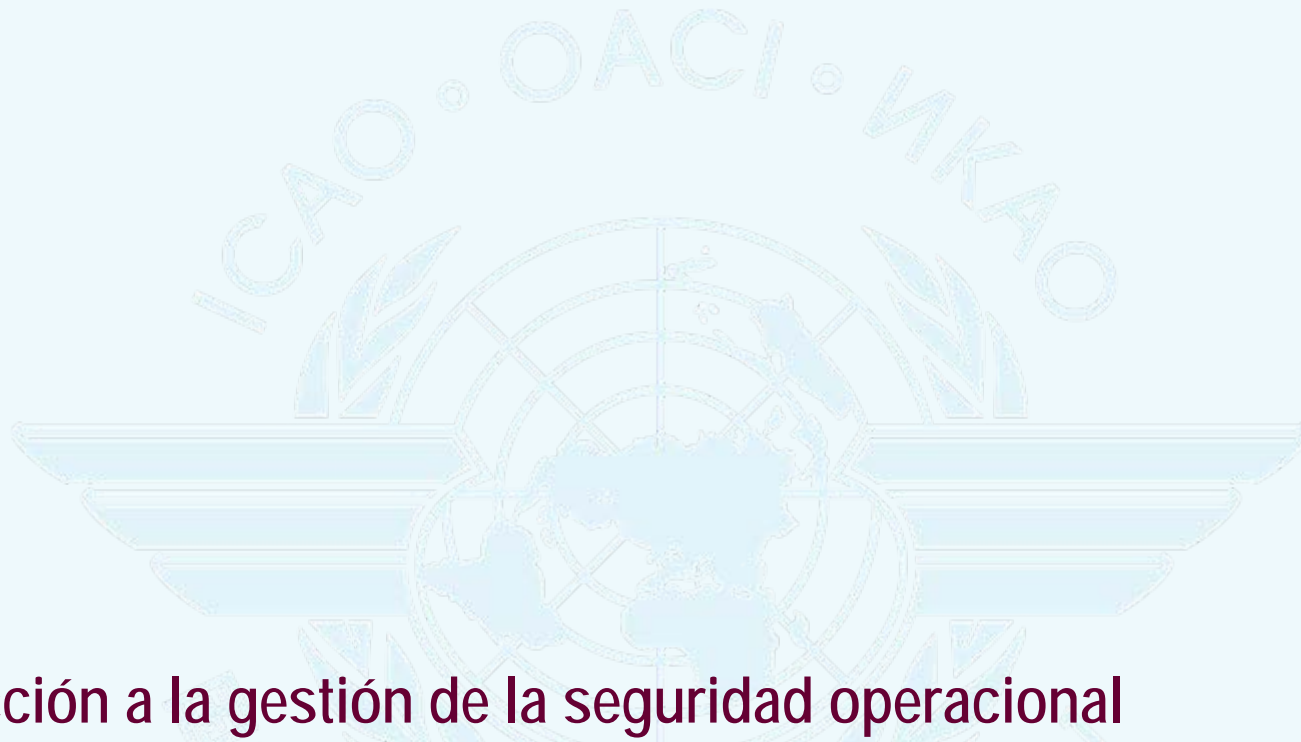 ICAO · OACI · ИКАО
ción a la gestión de la seguridad operacional